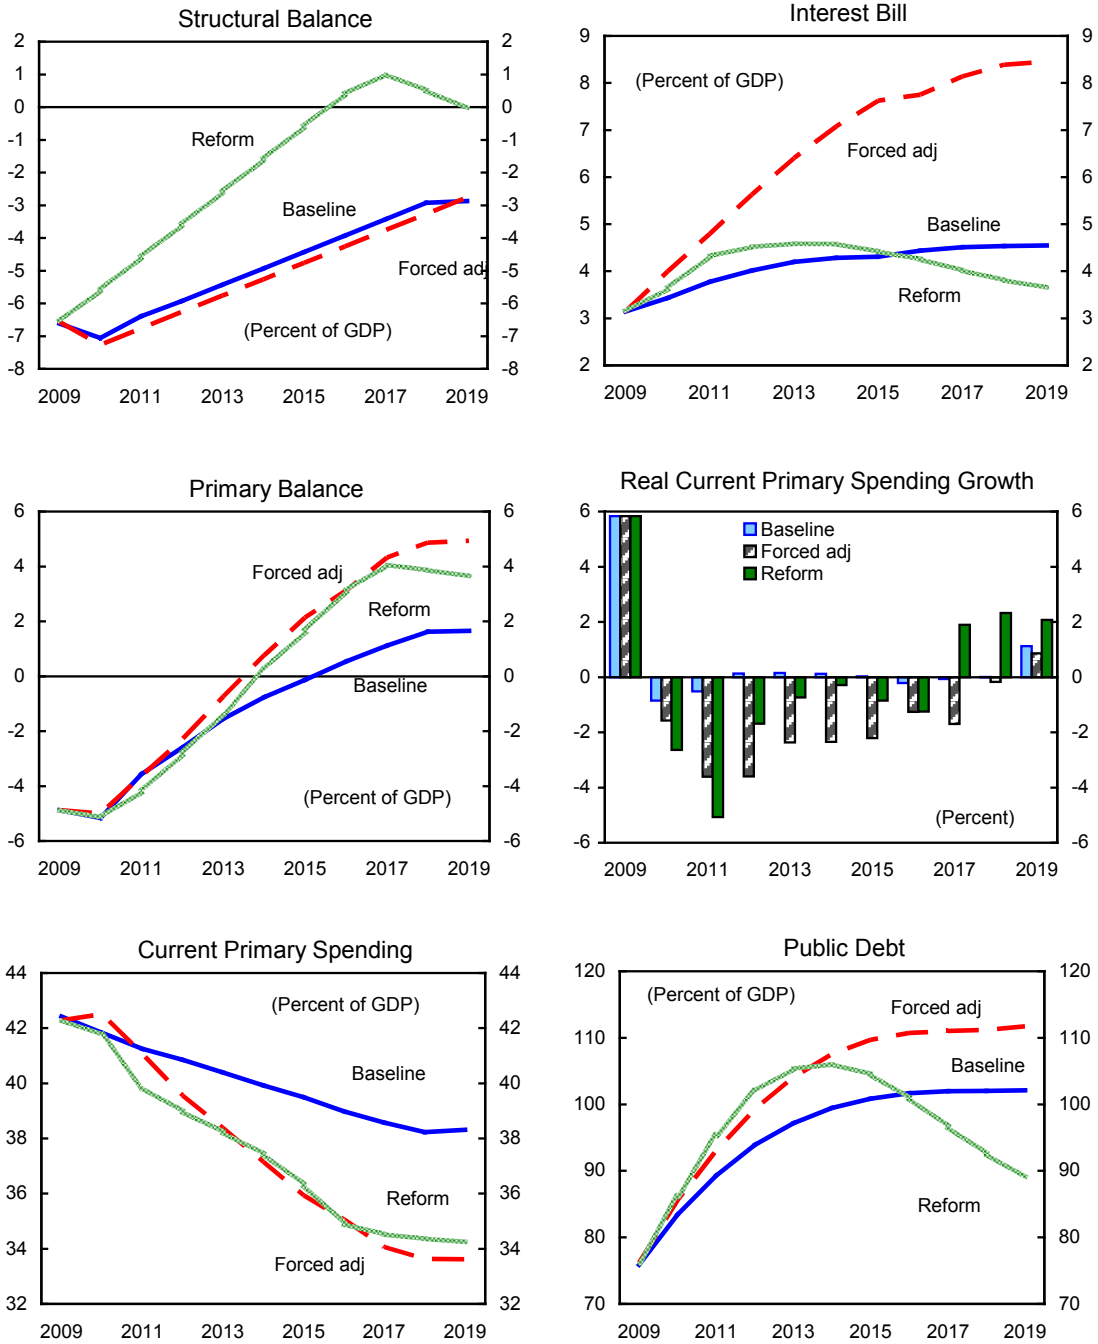 Structural Balance
2 2
1 1
0 0
-1 -1
Reform
-2 -2
-3 -3
Baseline
-4 -4
-5 -5
Forced adj
-6 -6
-7 (Percent of GDP) -7
-8 -8
2009 2011 2013 2015 2017 2019
Interest Bill
9 9
(Percent of GDP)
8 8
7 7
Forced adj
6 6
5 5
Baseline
4 4
Reform
3 3
2 2
2009 2011 2013 2015 2017 2019
Primary Balance
6 6
4 4
Forced adj
Reform
2 2
0 0
Baseline
-2 -2
-4 -4
(Percent of GDP)
-6 -6
2009 2011 2013 2015 2017 2019
Real Current Primary Spending Growth
6 6
Baseline
Forced adj
Reform
4 4
2 2
0 0
-2 -2
-4 -4
(Percent)
-6 -6
2009 2011 2013 2015 2017 2019
Current Primary Spending
44 44
(Percent of GDP)
42 42
Baseline
40 40
38 38
36 Reform 36
34 34
Forced adj
32 32
2009 2011 2013 2015 2017 2019
Public Debt
120 120
(Percent of GDP)
Forced adj
110 110
Baseline
100 100
90 90
Reform
80 80
70 70
2009 2011 2013 2015 2017 2019